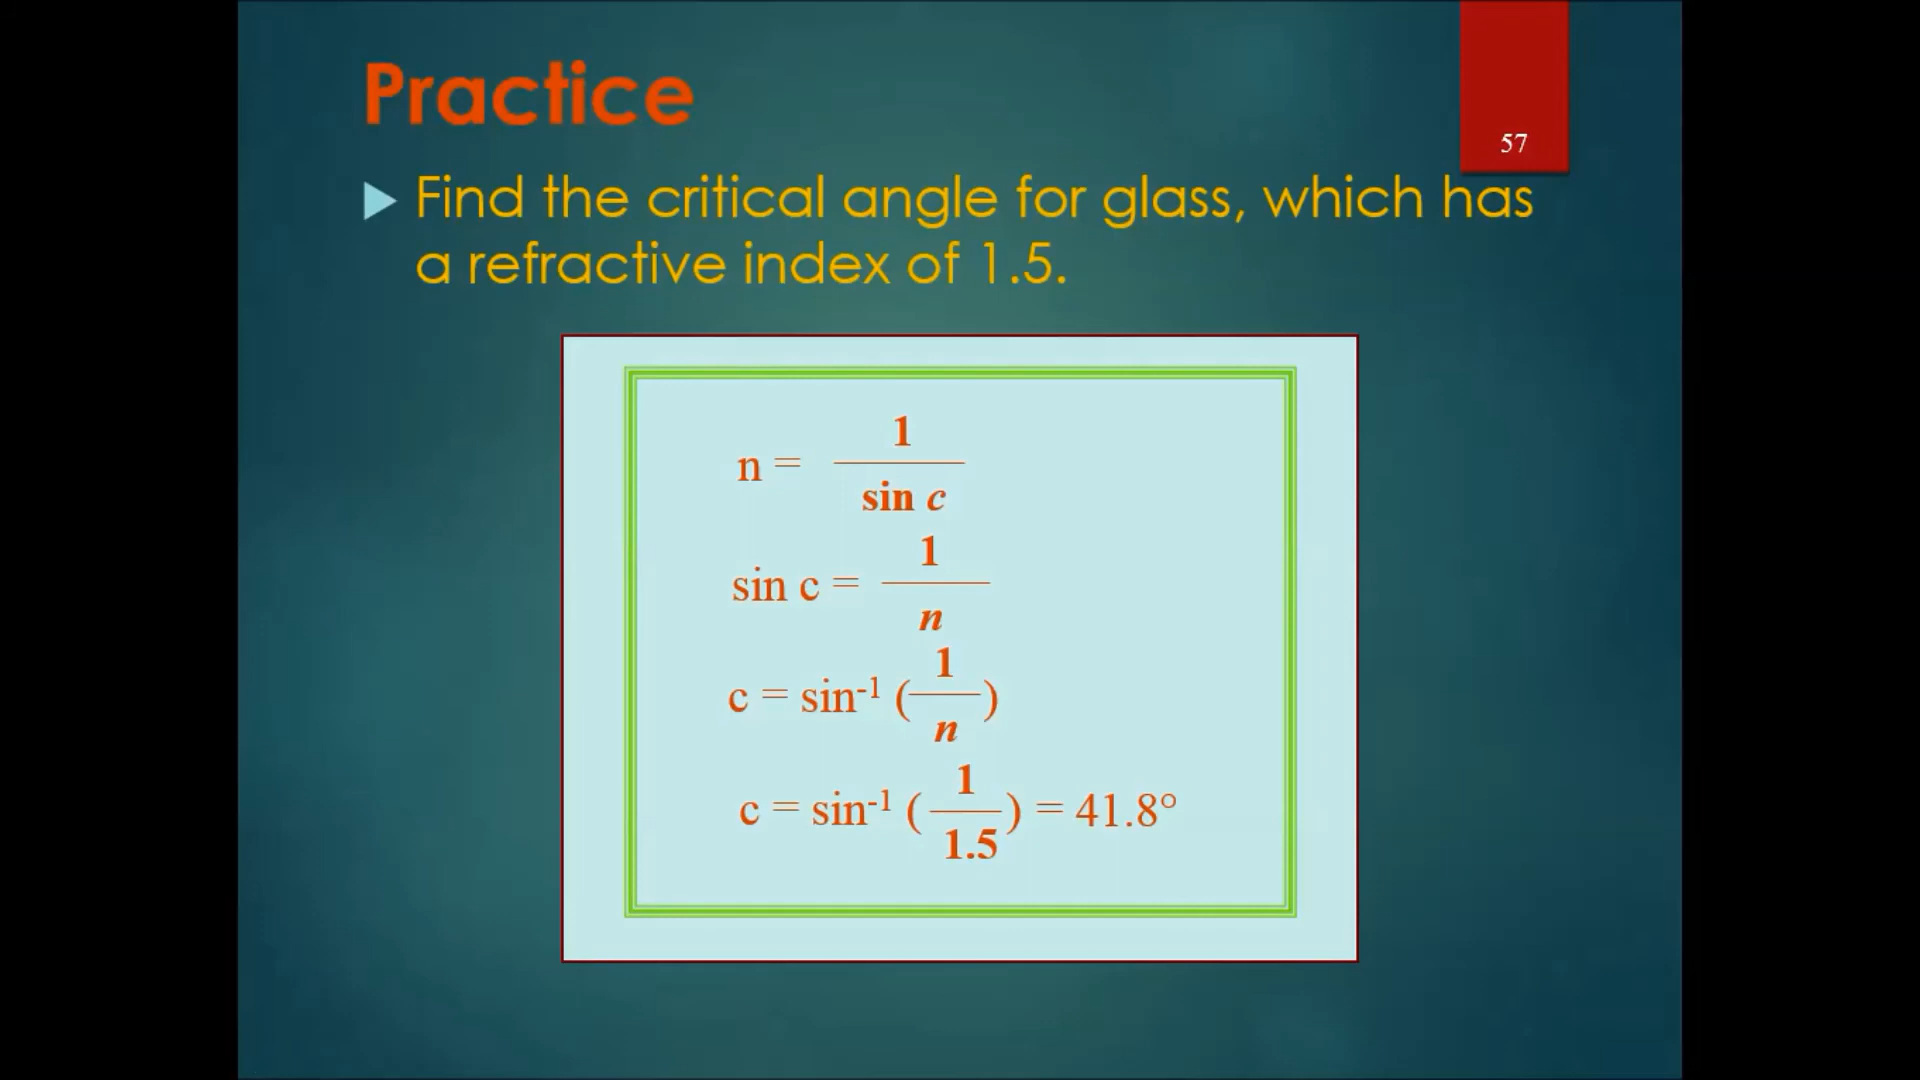 Practice
57
Find the critical angle for glass, which has
a refractive index of 1.5.
n = 1/sin c
sin c = 1/n
c = sin⁻¹ (1/n)
c = sin⁻¹ (1/1.5) = 41.8°